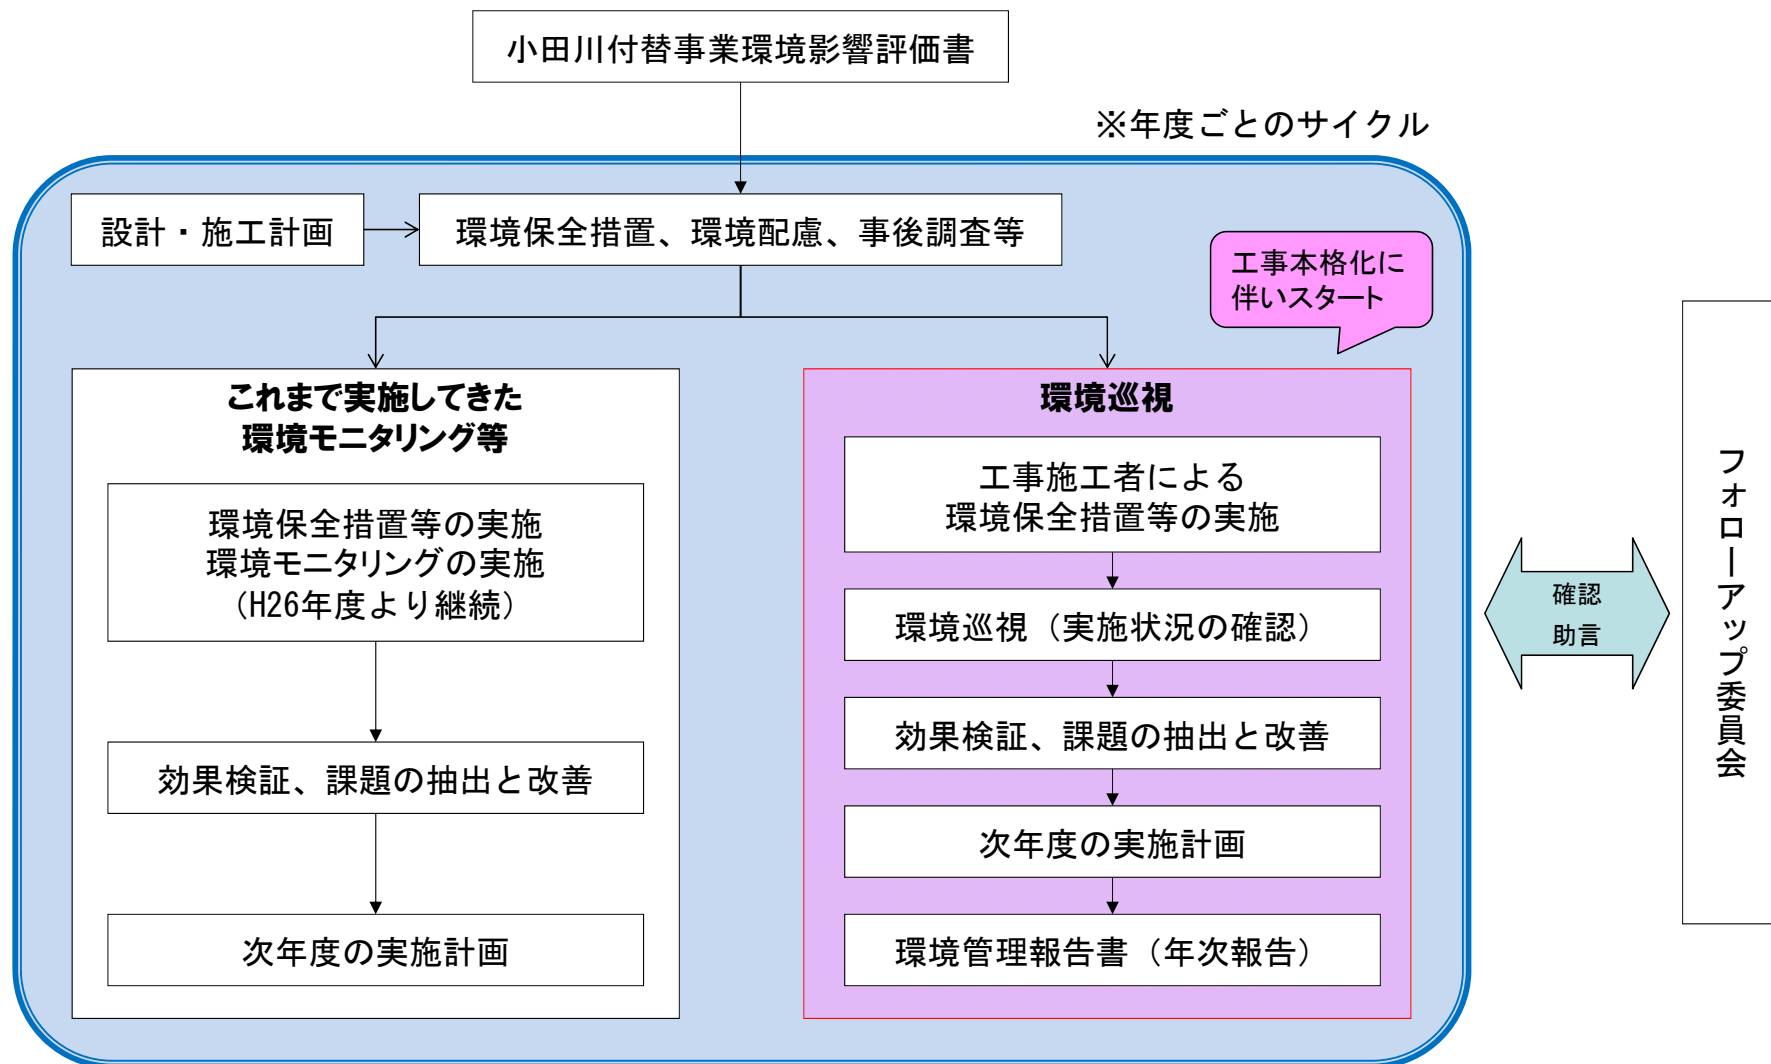 小田川付替事業環境影響評価書
※年度ごとのサイクル
設計・施工計画
環境保全措置、環境配慮、事後調査等
工事本格化に
伴いスタート
これまで実施してきた
環境モニタリング等
環境保全措置等の実施
環境モニタリングの実施
（H26年度より継続）
効果検証、課題の抽出と改善
次年度の実施計画
環境巡視
工事施工者による
環境保全措置等の実施
環境巡視（実施状況の確認）
効果検証、課題の抽出と改善
次年度の実施計画
環境管理報告書（年次報告）
確認
助言
フォローアップ委員会